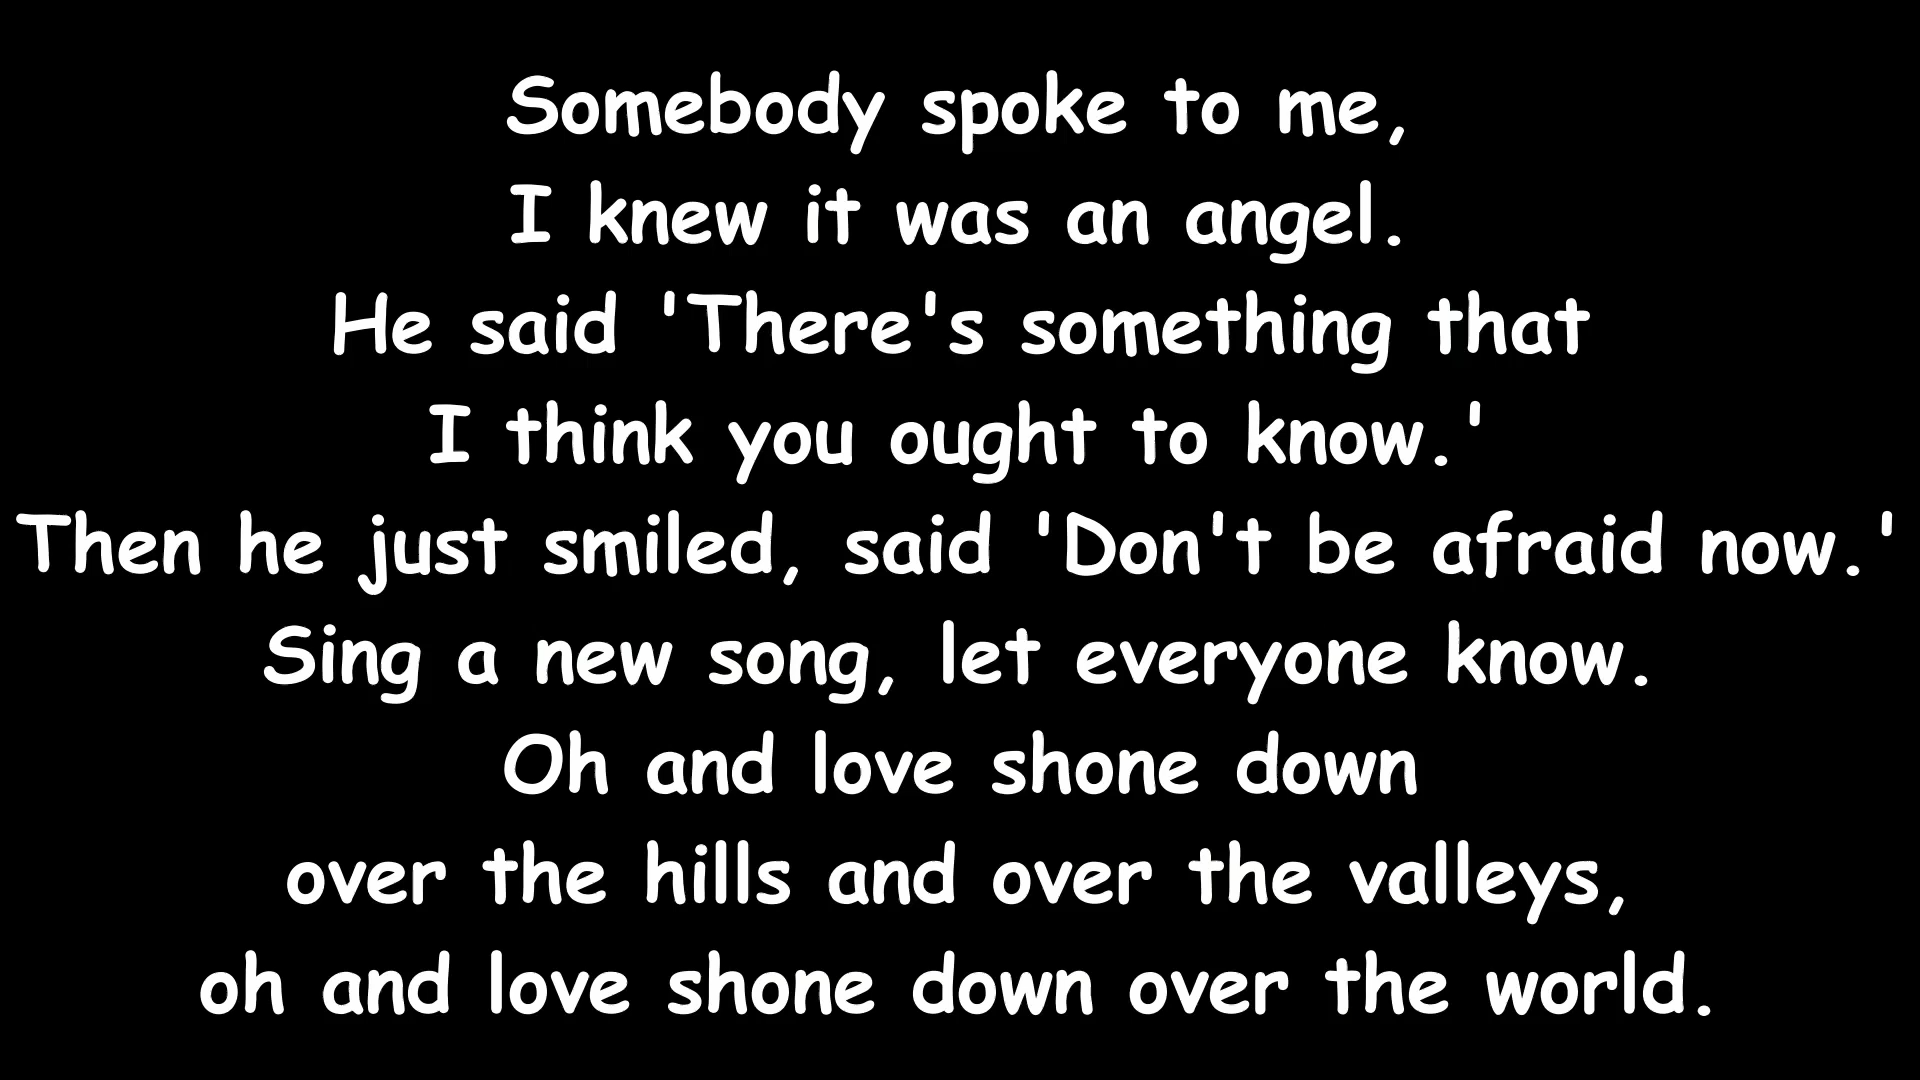 Somebody spoke to me,
I knew it was an angel.
He said 'There's something that
I think you ought to know.'
Then he just smiled, said 'Don't be afraid now.'
Sing a new song, let everyone know.
Oh and love shone down
over the hills and over the valleys,
oh and love shone down over the world.